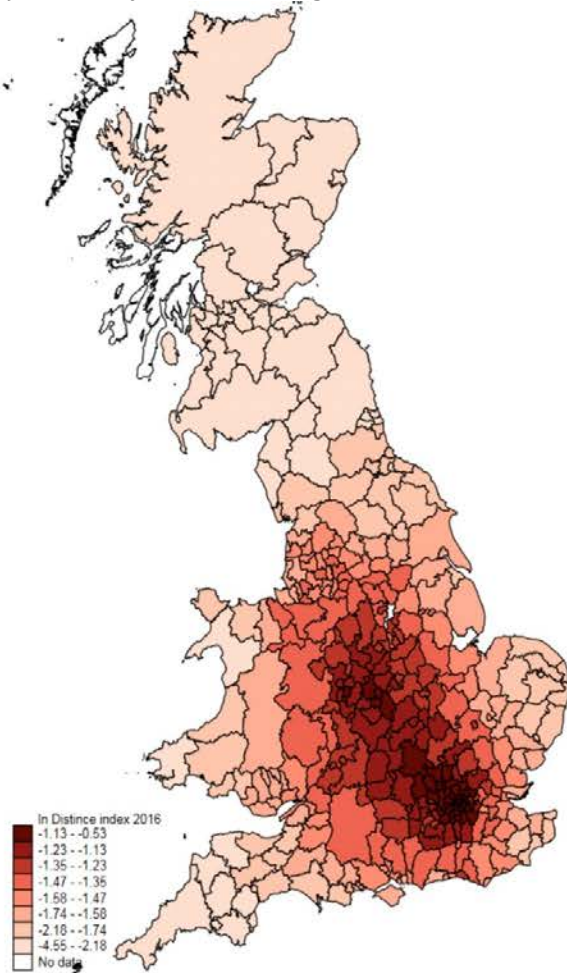 ln Distince index 2016
-1.13 - -0.53
-1.23 - -1.13
-1.35 - -1.23
-1.47 - -1.35
-1.58 - -1.47
-1.74 - -1.58
-2.18 - -1.74
-4.55 - -2.18
No data